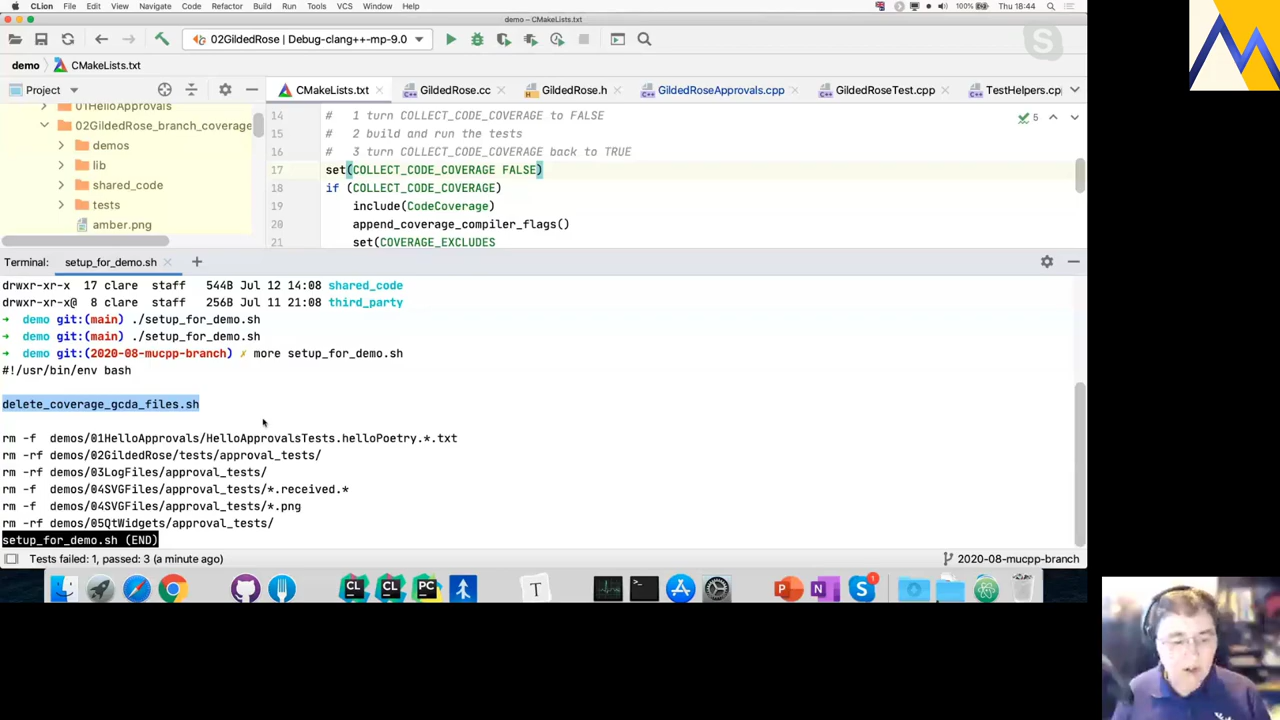 CLion File Edit View Navigate Code Refactor Build Run Tools VCS Window Help 100% Thu 18:44
demo – CMakeLists.txt
02GildedRose | Debug-clang++-mp-9.0
demo CMakeLists.txt
Project CMakeLists.txt GildedRose.cc GildedRose.h GildedRoseApprovals.cpp GildedRoseTest.cpp TestHelpers.cp
01HelloApprovals
02GildedRose_branch_coverage
demos
lib
shared_code
tests
amber.png
14 # 1 turn COLLECT_CODE_COVERAGE to FALSE
15 # 2 build and run the tests
16 # 3 turn COLLECT_CODE_COVERAGE back to TRUE
17 set(COLLECT_CODE_COVERAGE FALSE)
18 if (COLLECT_CODE_COVERAGE)
19 include(CodeCoverage)
20 append_coverage_compiler_flags()
21 set(COVERAGE_EXCLUDES
5
Terminal: setup_for_demo.sh
drwxr-xr-x 17 clare staff 544B Jul 12 14:08 shared_code
drwxr-xr-x@ 8 clare staff 256B Jul 11 21:08 third_party
➜ demo git:(main) ./setup_for_demo.sh
➜ demo git:(main) ./setup_for_demo.sh
➜ demo git:(2020-08-mucpp-branch) ✗ more setup_for_demo.sh
#!/usr/bin/env bash
delete_coverage_gcda_files.sh
rm -f demos/01HelloApprovals/HelloApprovalsTests.helloPoetry.*.txt
rm -rf demos/02GildedRose/tests/approval_tests/
rm -rf demos/03LogFiles/approval_tests/
rm -f demos/04SVGFiles/approval_tests/*.received.*
rm -f demos/04SVGFiles/approval_tests/*.png
rm -rf demos/05QtWidgets/approval_tests/
setup_for_demo.sh (END)
Tests failed: 1, passed: 3 (a minute ago) 2020-08-mucpp-branch
CL CL PC T P N S 1